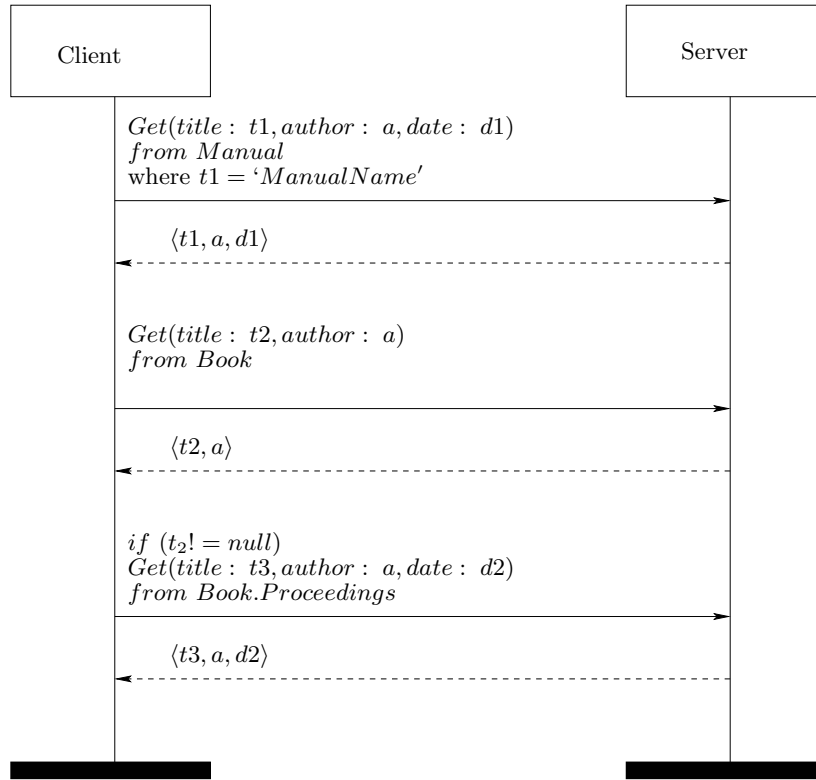 Client
Server
Get(title : t1, author : a, date : d1)
from Manual
where t1 = ‘ManualName′
⟨t1, a, d1⟩
Get(title : t2, author : a)
from Book
⟨t2, a⟩
if (t₂! = null)
Get(title : t3, author : a, date : d2)
from Book.Proceedings
⟨t3, a, d2⟩